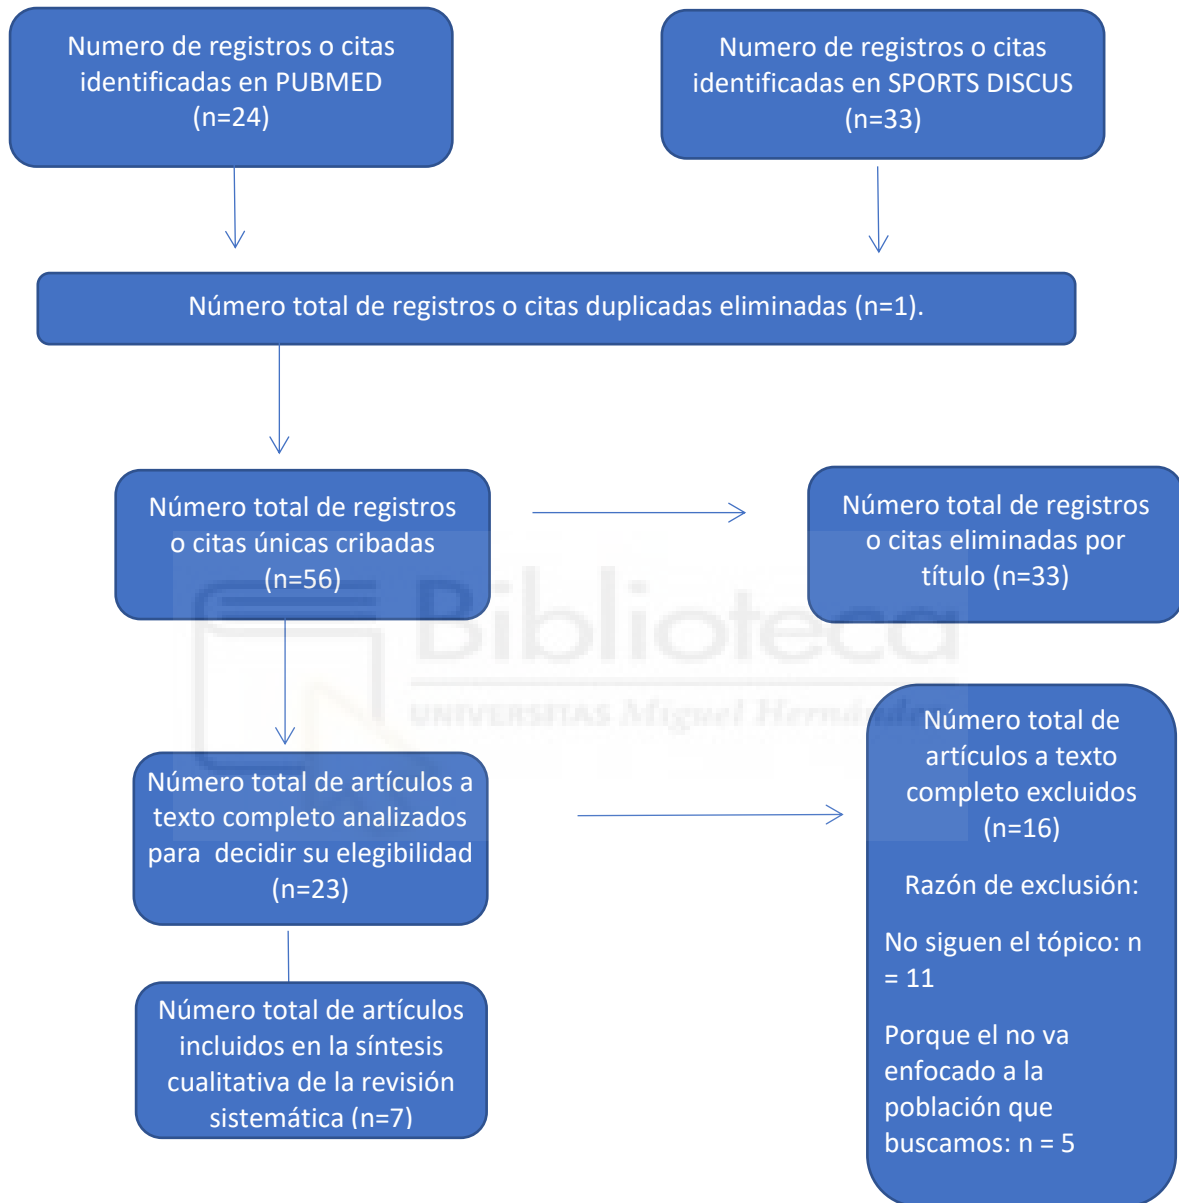 Numero de registros o citas
identificadas en PUBMED
(n=24)
Numero de registros o citas
identificadas en SPORTS DISCUS
(n=33)
Número total de registros o citas duplicadas eliminadas (n=1).
Número total de registros
o citas únicas cribadas
(n=56)
Número total de registros
o citas eliminadas por
título (n=33)
Biblioteca
UNIVERSITAS Miguel Hernández
Número total de artículos a
texto completo analizados
para  decidir su elegibilidad
(n=23)
Número total de
artículos a texto
completo excluidos
(n=16)
Razón de exclusión:
No siguen el tópico: n
= 11
Porque el no va
enfocado a la
población que
buscamos: n = 5
Número total de artículos
incluidos en la síntesis
cualitativa de la revisión
sistemática (n=7)